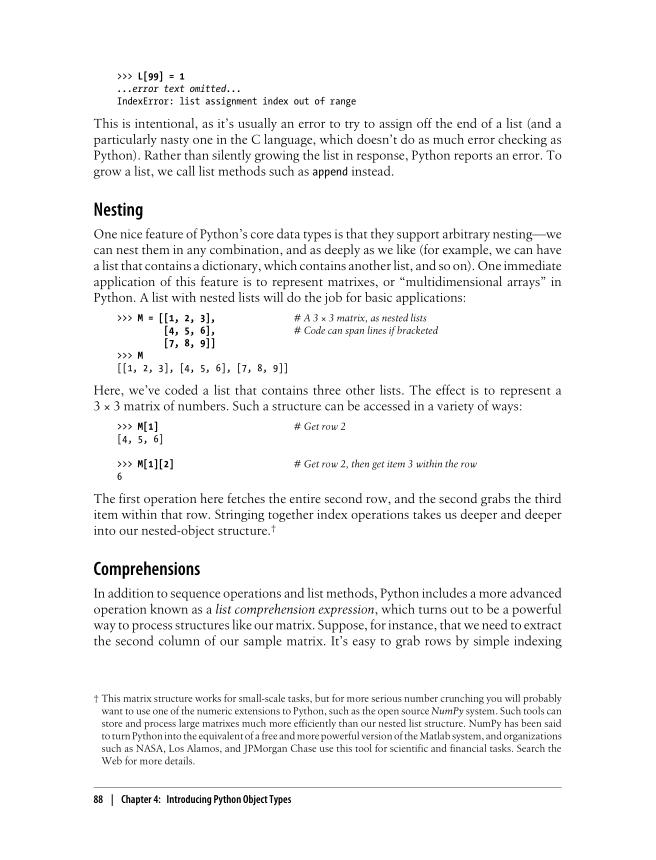 >>> L[99] = 1
...error text omitted...
IndexError: list assignment index out of range
This is intentional, as it's usually an error to try to assign off the end of a list (and a
particularly nasty one in the C language, which doesn't do as much error checking as
Python). Rather than silently growing the list in response, Python reports an error. To
grow a list, we call list methods such as append instead.
Nesting
One nice feature of Python's core data types is that they support arbitrary nesting—we
can nest them in any combination, and as deeply as we like (for example, we can have
a list that contains a dictionary, which contains another list, and so on). One immediate
application of this feature is to represent matrixes, or “multidimensional arrays” in
Python. A list with nested lists will do the job for basic applications:
>>> M = [[1, 2, 3], # A 3 × 3 matrix, as nested lists
[4, 5, 6], # Code can span lines if bracketed
[7, 8, 9]]
>>> M
[[1, 2, 3], [4, 5, 6], [7, 8, 9]]
Here, we've coded a list that contains three other lists. The effect is to represent a
3 × 3 matrix of numbers. Such a structure can be accessed in a variety of ways:
>>> M[1] # Get row 2
[4, 5, 6]
>>> M[1][2] # Get row 2, then get item 3 within the row
6
The first operation here fetches the entire second row, and the second grabs the third
item within that row. Stringing together index operations takes us deeper and deeper
into our nested-object structure.†
Comprehensions
In addition to sequence operations and list methods, Python includes a more advanced
operation known as a list comprehension expression, which turns out to be a powerful
way to process structures like our matrix. Suppose, for instance, that we need to extract
the second column of our sample matrix. It's easy to grab rows by simple indexing
† This matrix structure works for small-scale tasks, but for more serious number crunching you will probably
want to use one of the numeric extensions to Python, such as the open source NumPy system. Such tools can
store and process large matrixes much more efficiently than our nested list structure. NumPy has been said
to turn Python into the equivalent of a free and more powerful version of the Matlab system, and organizations
such as NASA, Los Alamos, and JPMorgan Chase use this tool for scientific and financial tasks. Search the
Web for more details.
88 | Chapter 4: Introducing Python Object Types